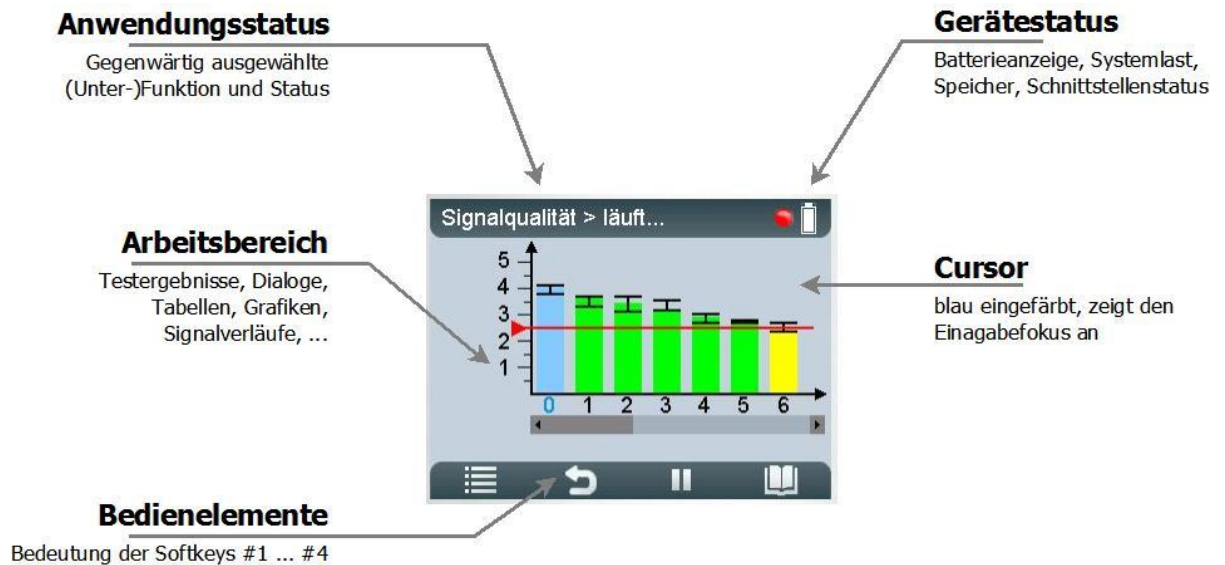 Anwendungsstatus
Gegenwärtig ausgewählte
(Unter-)Funktion und Status
Gerätestatus
Batterieanzeige, Systemlast,
Speicher, Schnittstellenstatus
Arbeitsbereich
Testergebnisse, Dialoge,
Tabellen, Grafiken,
Signalverläufe, ...
Signalqualität > läuft...
5
4
3
2
1
0 1 2 3 4 5 6
Cursor
blau eingefärbt, zeigt den
Einagabefokus an
Bedienelemente
Bedeutung der Softkeys #1 ... #4